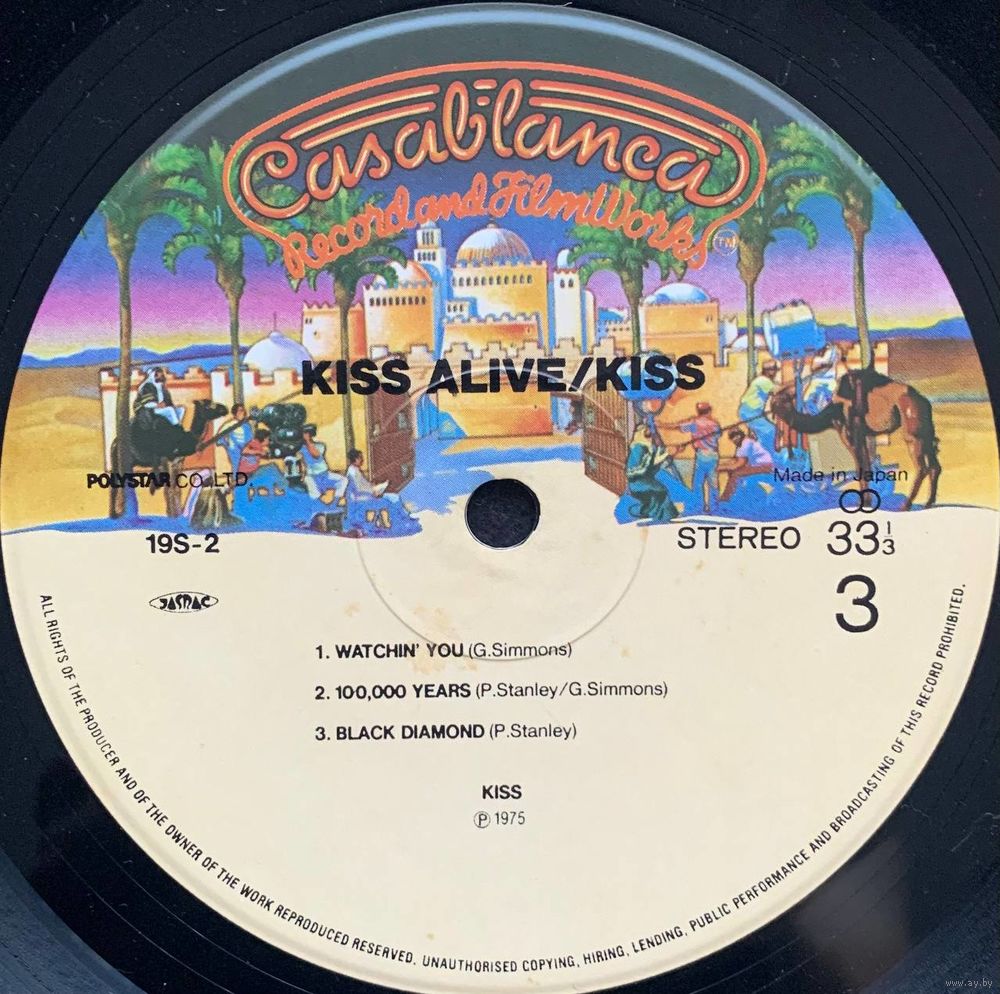 Casablanca
Record and FilmWorks
TM
KISS ALIVE/KISS
POLYSTAR CO., LTD.
Made in Japan
19S-2
STEREO 33 1/3
JASRAC
3
1. WATCHIN' YOU (G.Simmons)
2. 100,000 YEARS (P.Stanley/G.Simmons)
3. BLACK DIAMOND (P.Stanley)
KISS
Ⓟ 1975
ALL RIGHTS OF THE PRODUCER AND OF THE OWNER OF THE WORK REPRODUCED RESERVED. UNAUTHORISED COPYING, HIRING, LENDING, PUBLIC PERFORMANCE AND BROADCASTING OF THIS RECORD PROHIBITED.
www.ay.by